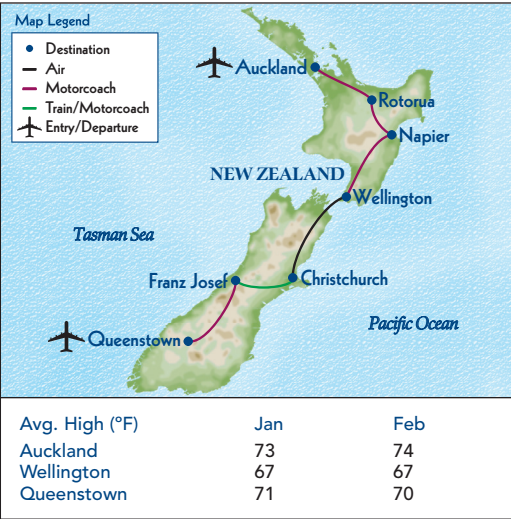 Map Legend
Destination
Air
Motorcoach
Train/Motorcoach
Entry/Departure
Auckland
Rotorua
Napier
NEW ZEALAND
Wellington
Tasman Sea
Franz Josef
Christchurch
Pacific Ocean
Queenstown
Avg. High (ºF) Jan Feb
Auckland 73 74
Wellington 67 67
Queenstown 71 70